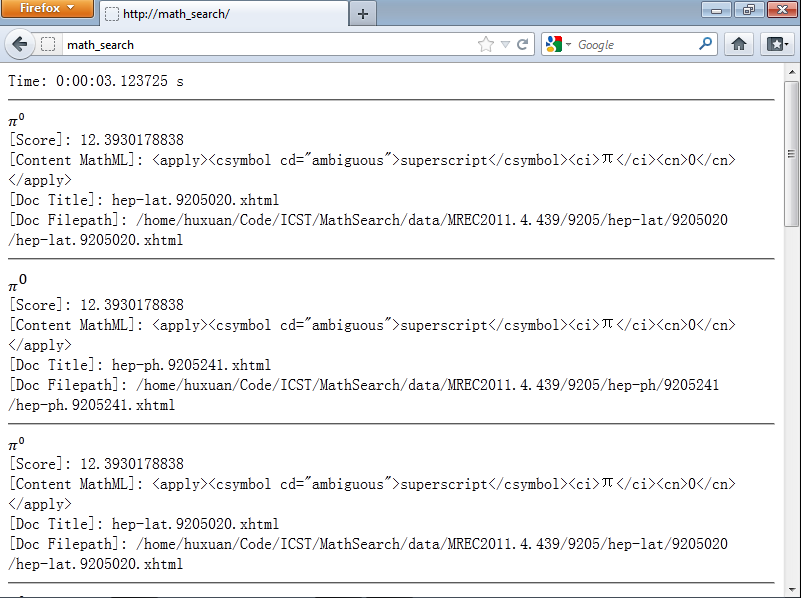 Firefox
http://math_search/
math_search
Google
Time: 0:00:03.123725 s
π⁰
[Score]: 12.3930178838
[Content MathML]: <apply><csymbol cd="ambiguous">superscript</csymbol><ci>π</ci><cn>0</cn>
</apply>
[Doc Title]: hep-lat.9205020.xhtml
[Doc Filepath]: /home/huxuan/Code/ICST/MathSearch/data/MREC2011.4.439/9205/hep-lat/9205020
/hep-lat.9205020.xhtml
π⁰
[Score]: 12.3930178838
[Content MathML]: <apply><csymbol cd="ambiguous">superscript</csymbol><ci>π</ci><cn>0</cn>
</apply>
[Doc Title]: hep-ph.9205241.xhtml
[Doc Filepath]: /home/huxuan/Code/ICST/MathSearch/data/MREC2011.4.439/9205/hep-ph/9205241
/hep-ph.9205241.xhtml
π⁰
[Score]: 12.3930178838
[Content MathML]: <apply><csymbol cd="ambiguous">superscript</csymbol><ci>π</ci><cn>0</cn>
</apply>
[Doc Title]: hep-lat.9205020.xhtml
[Doc Filepath]: /home/huxuan/Code/ICST/MathSearch/data/MREC2011.4.439/9205/hep-lat/9205020
/hep-lat.9205020.xhtml